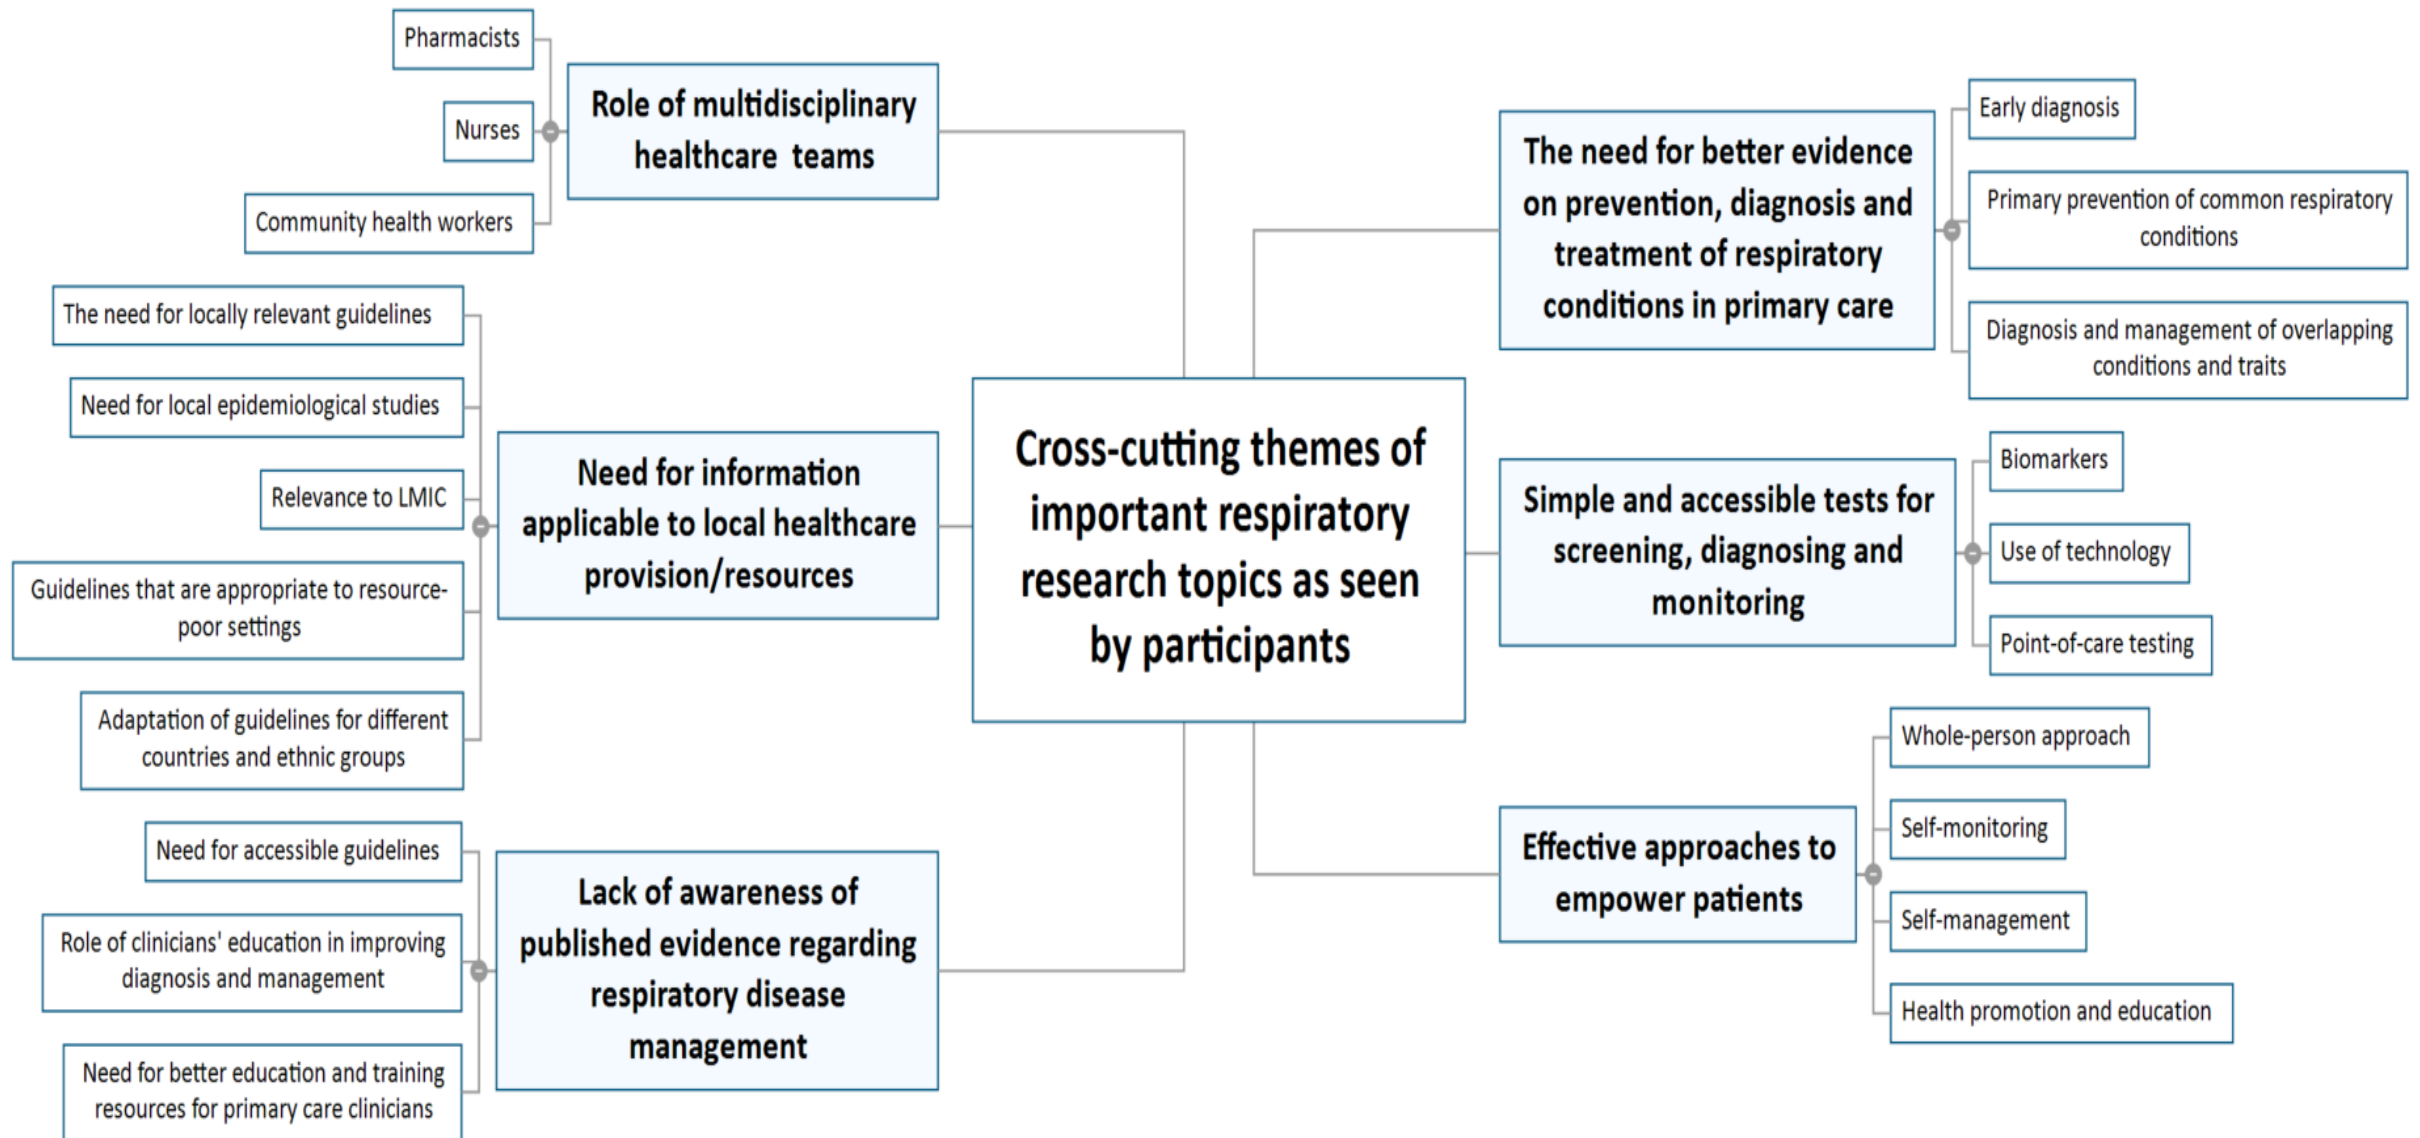 Pharmacists
Nurses
Community health workers
Role of multidisciplinary
healthcare teams
The need for locally relevant guidelines
Need for local epidemiological studies
Relevance to LMIC
Guidelines that are appropriate to resource-
poor settings
Adaptation of guidelines for different
countries and ethnic groups
Need for information
applicable to local healthcare
provision/resources
Need for accessible guidelines
Role of clinicians' education in improving
diagnosis and management
Need for better education and training
resources for primary care clinicians
Lack of awareness of
published evidence regarding
respiratory disease
management
Cross-cutting themes of
important respiratory
research topics as seen
by participants
The need for better evidence
on prevention, diagnosis and
treatment of respiratory
conditions in primary care
Early diagnosis
Primary prevention of common respiratory
conditions
Diagnosis and management of overlapping
conditions and traits
Simple and accessible tests for
screening, diagnosing and
monitoring
Biomarkers
Use of technology
Point-of-care testing
Effective approaches to
empower patients
Whole-person approach
Self-monitoring
Self-management
Health promotion and education